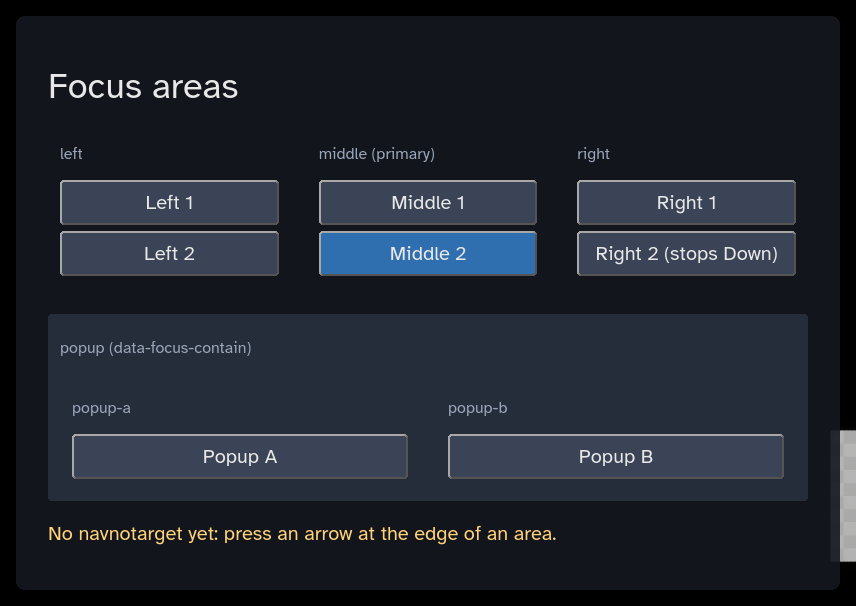 Focus areas
left
middle (primary)
right
Left 1
Middle 1
Right 1
Left 2
Middle 2
Right 2 (stops Down)
popup (data-focus-contain)
popup-a
popup-b
Popup A
Popup B
No navnotarget yet: press an arrow at the edge of an area.